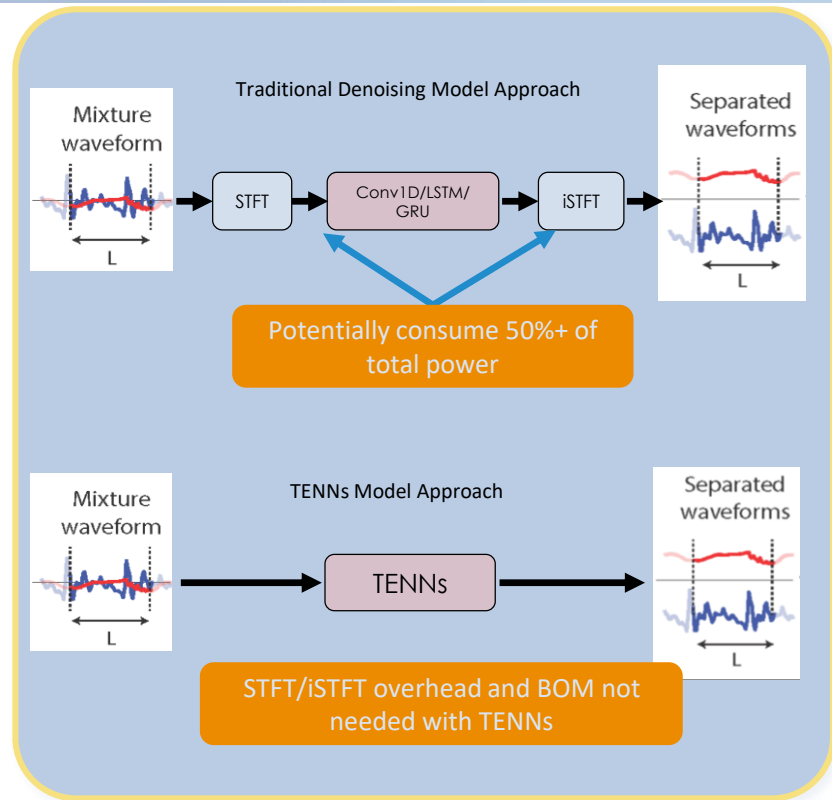 Traditional Denoising Model Approach
Mixture
waveform
L
STFT
Conv1D/LSTM/
GRU
iSTFT
Separated
waveforms
L
Potentially consume 50%+ of
total power
TENNs Model Approach
Mixture
waveform
L
TENNs
Separated
waveforms
L
STFT/iSTFT overhead and BOM not
needed with TENNs